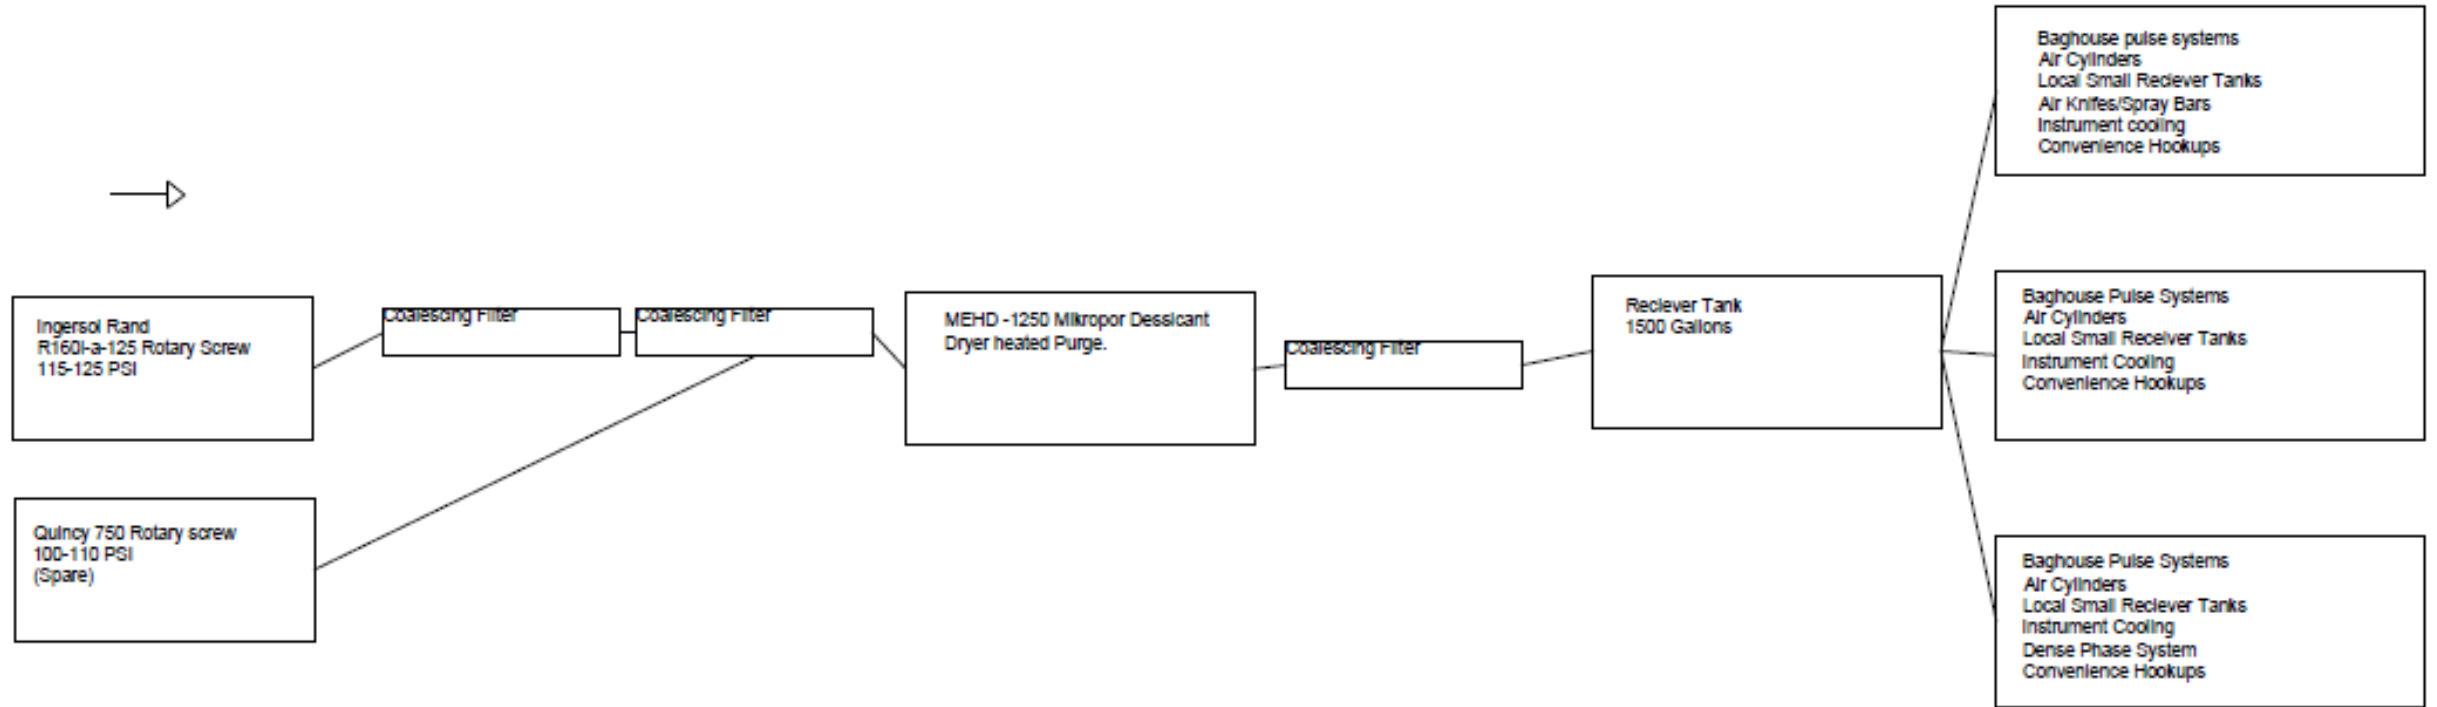 Ingersol Rand
R160i-a-125 Rotary Screw
115-125 PSI
Quincy 750 Rotary screw
100-110 PSI
(Spare)
Coalescing Filter
Coalescing Filter
MEHD -1250 Mikropor Dessicant
Dryer heated Purge.
Coalescing Filter
Reciever Tank
1500 Gallons
Baghouse pulse systems
Air Cylinders
Local Small Reciever Tanks
Air Knifes/Spray Bars
Instrument cooling
Convenience Hookups
Baghouse Pulse Systems
Air Cylinders
Local Small Receiver Tanks
Instrument Cooling
Convenience Hookups
Baghouse Pulse Systems
Air Cylinders
Local Small Reciever Tanks
Instrument Cooling
Dense Phase System
Convenience Hookups